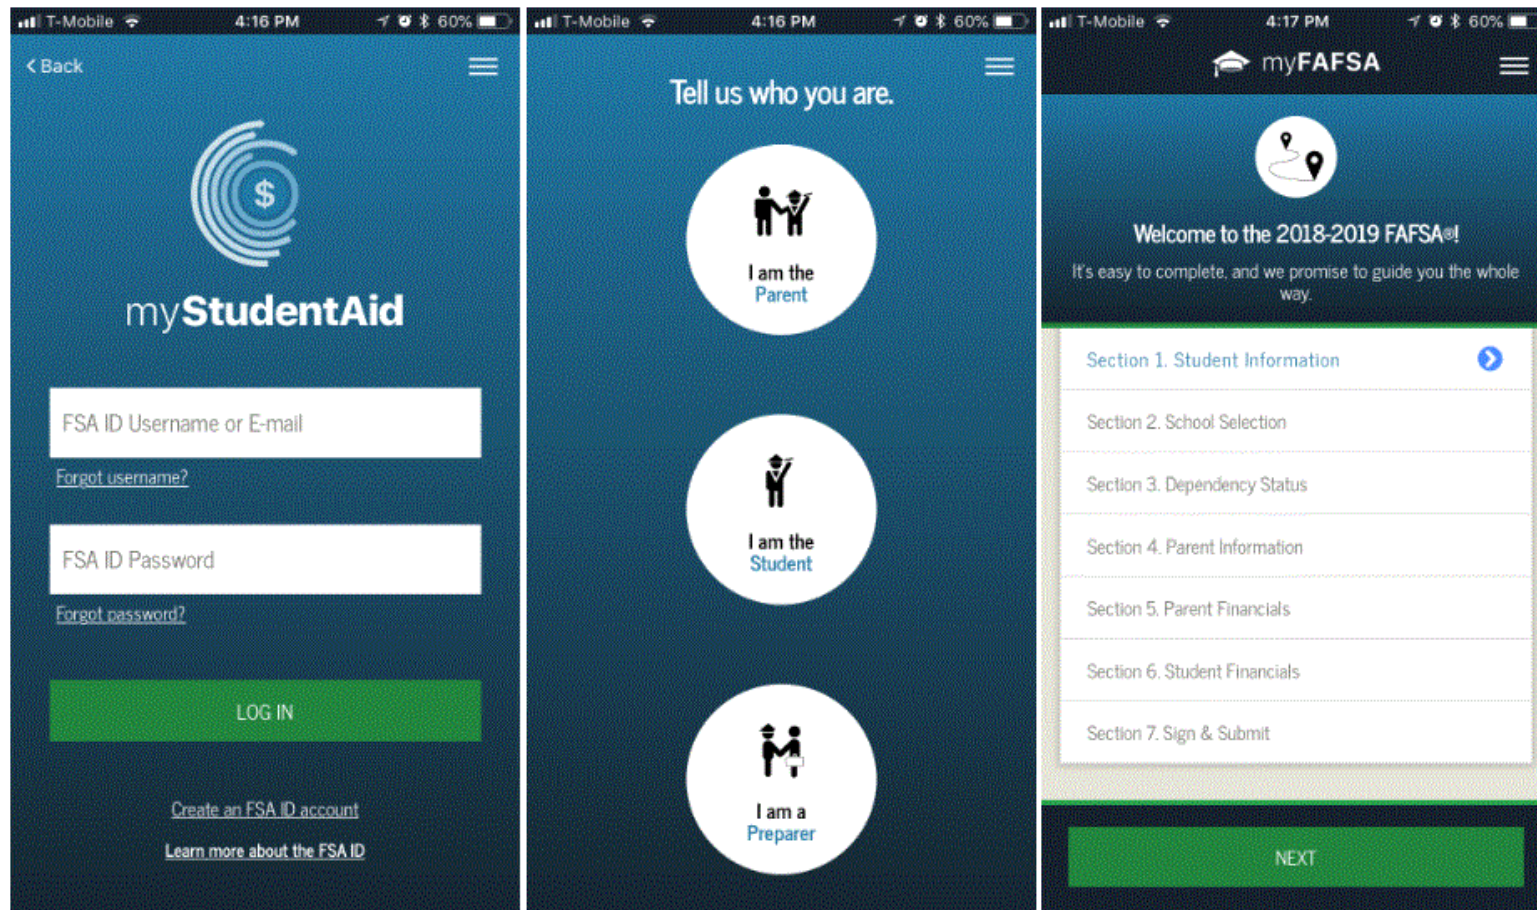 T-Mobile 4:16 PM 60%
Back
$
myStudentAid
FSA ID Username or E-mail
Forgot username?
FSA ID Password
Forgot password?
LOG IN
Create an FSA ID account
Learn more about the FSA ID
T-Mobile 4:16 PM 60%
Tell us who you are.
I am the
Parent
I am the
Student
I am a
Preparer
T-Mobile 4:17 PM 60%
myFAFSA
Welcome to the 2018-2019 FAFSA®!
It's easy to complete, and we promise to guide you the whole
way.
Section 1. Student Information
Section 2. School Selection
Section 3. Dependency Status
Section 4. Parent Information
Section 5. Parent Financials
Section 6. Student Financials
Section 7. Sign & Submit
NEXT